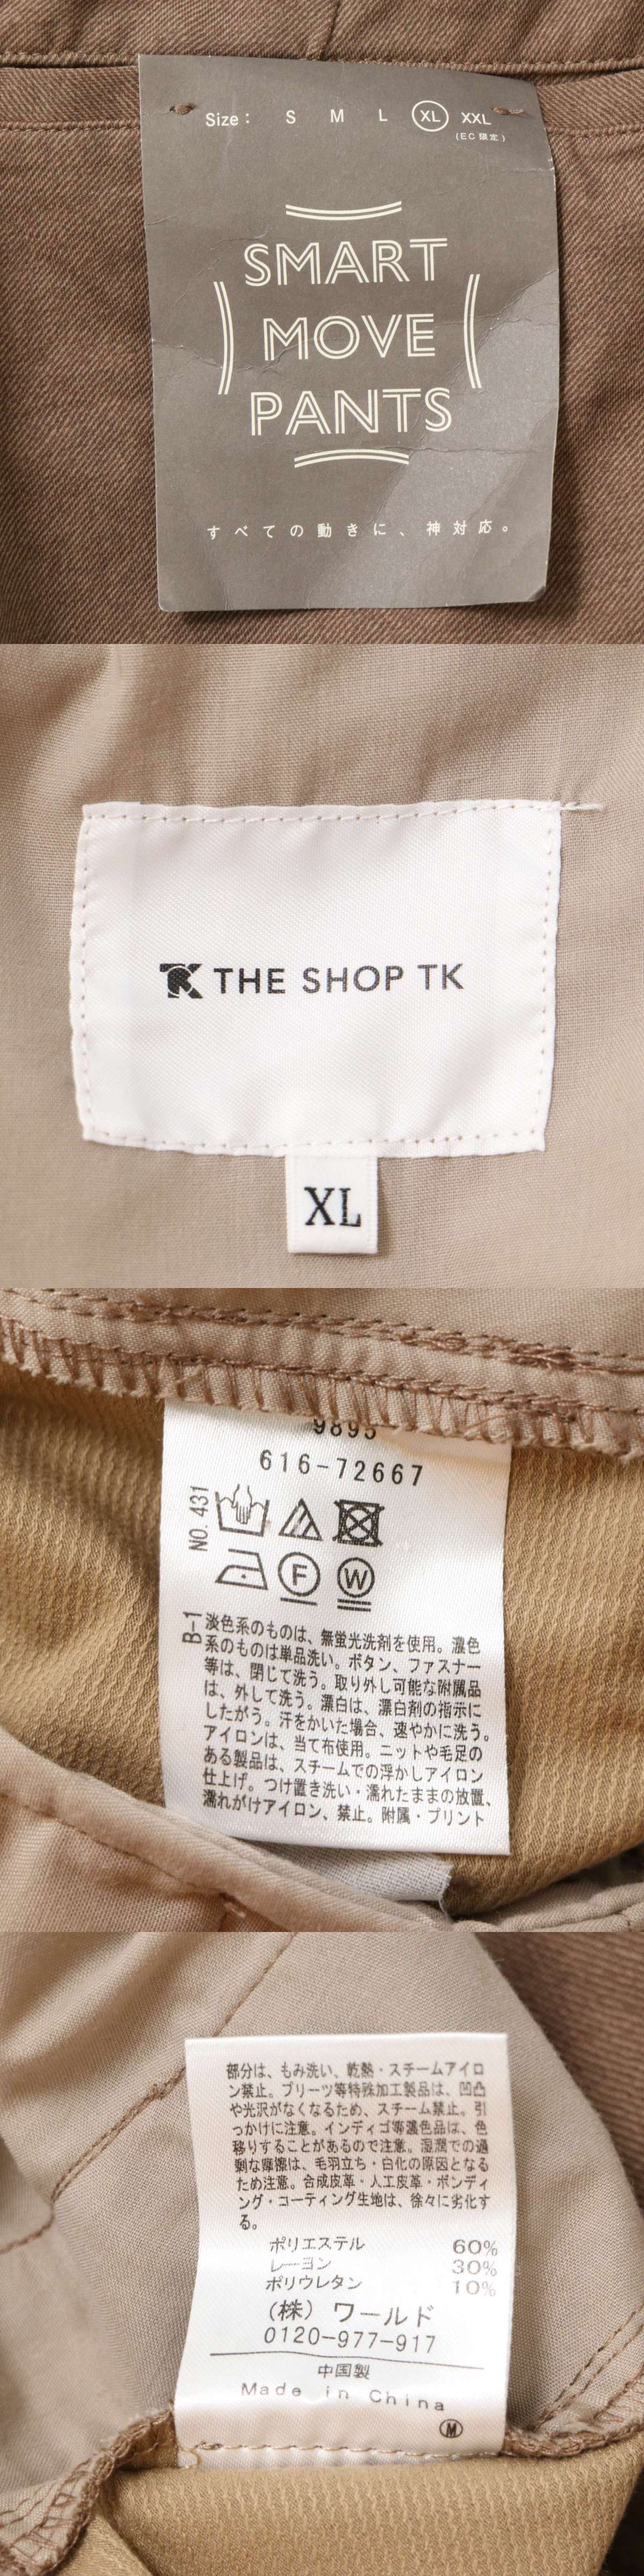 Size: S M L XL XXL
(EC限定)
SMART
MOVE
PANTS
すべての動きに、神対応。
TK THE SHOP TK
XL
9895
616-72667
NO. 431
F W
B-1
淡色系のものは、無蛍光洗剤を使用。濃色
系のものは単品洗い。ボタン、ファスナー
等は、閉じて洗う。取り外し可能な附属品
は、外して洗う。漂白は、漂白剤の指示に
したがう。汗をかいた場合、速やかに洗う。
アイロンは、当て布使用。ニットや毛足の
ある製品は、スチームでの浮かしアイロン
仕上げ。つけ置き洗い・濡れたままの放置、
濡れがけアイロン、禁止。附属・プリント
部分は、もみ洗い、乾熱・スチームアイロ
ン禁止。プリーツ等特殊加工製品は、凹凸
や光沢がなくなるため、スチーム禁止。引
っかけに注意。インディゴ等濃色品は、色
移りすることがあるので注意。湿潤での過
剰な摩擦は、毛羽立ち・白化の原因となる
ため注意。合成皮革・人工皮革・ボンディ
ング・コーティング生地は、徐々に劣化す
る。
ポリエステル 60%
レーヨン 30%
ポリウレタン 10%
(株) ワールド
0120-977-917
中国製
Made in China
M